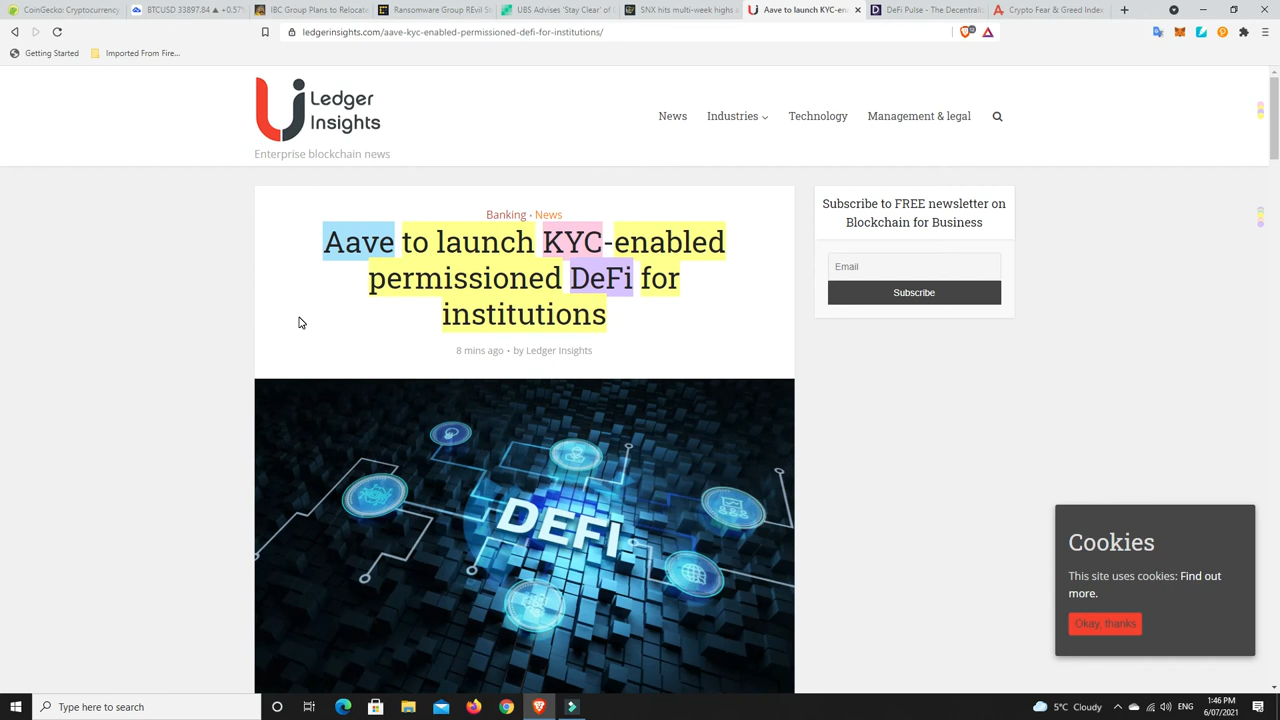 CoinGecko: Cryptocurrency
BTCUSD 33897.84 ▲ +0.57%
IBC Group Plans to Relocate
Ransomware Group REvil S
UBS Advises 'Stay Clear' of
SNX hits multi-week highs a
Aave to launch KYC-en
DeFi Pulse - The Decentrali
Crypto Fear & Greed Index
ledgerinsights.com/aave-kyc-enabled-permissioned-defi-for-institutions/
Getting Started
Imported From Firef...
Ledger
Insights
Enterprise blockchain news
News
Industries
Technology
Management & legal
Banking • News
Aave to launch KYC-enabled
permissioned DeFi for
institutions
8 mins ago • by Ledger Insights
DEFI
Subscribe to FREE newsletter on
Blockchain for Business
Email
Subscribe
Cookies
This site uses cookies: Find out
more.
Okay, thanks
Type here to search
5°C Cloudy
ENG
1:46 PM
6/07/2021